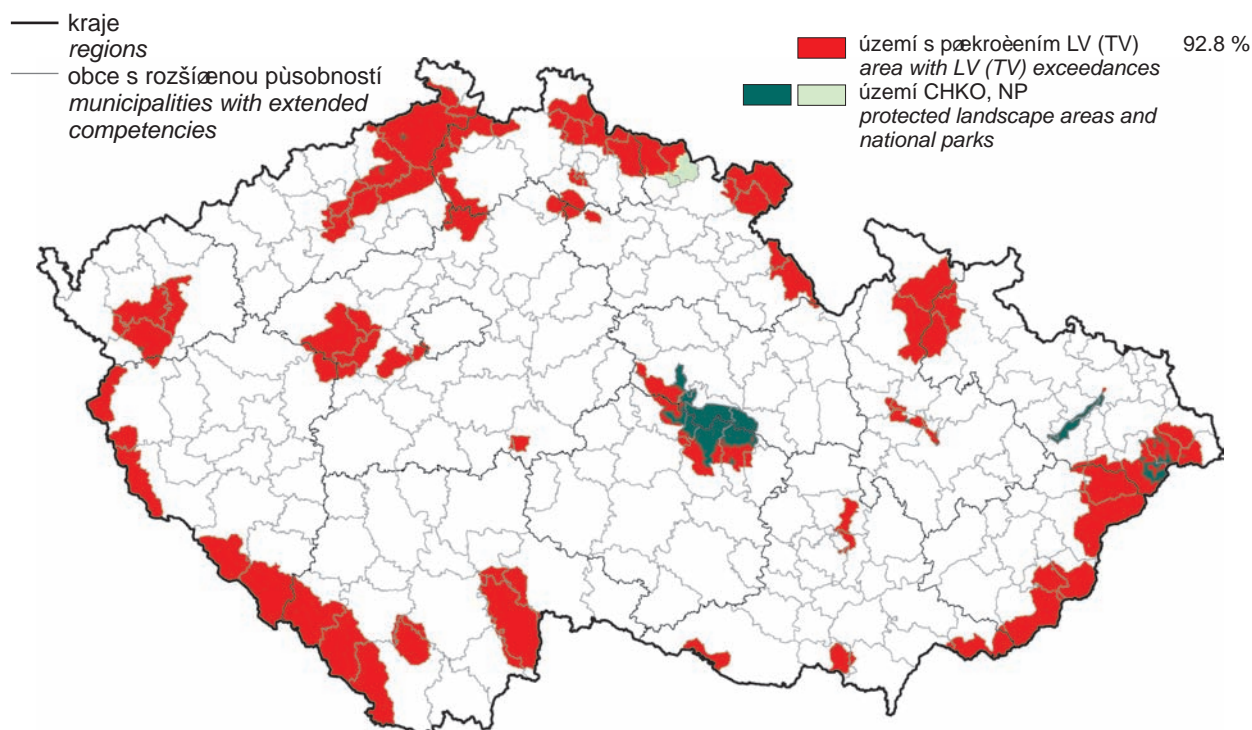 kraje
regions
obce s rozšíøenou pùsobností
municipalities with extended
competencies
území s pøekroèením LV (TV) 92.8 %
area with LV (TV) exceedances
území CHKO, NP
protected landscape areas and
national parks